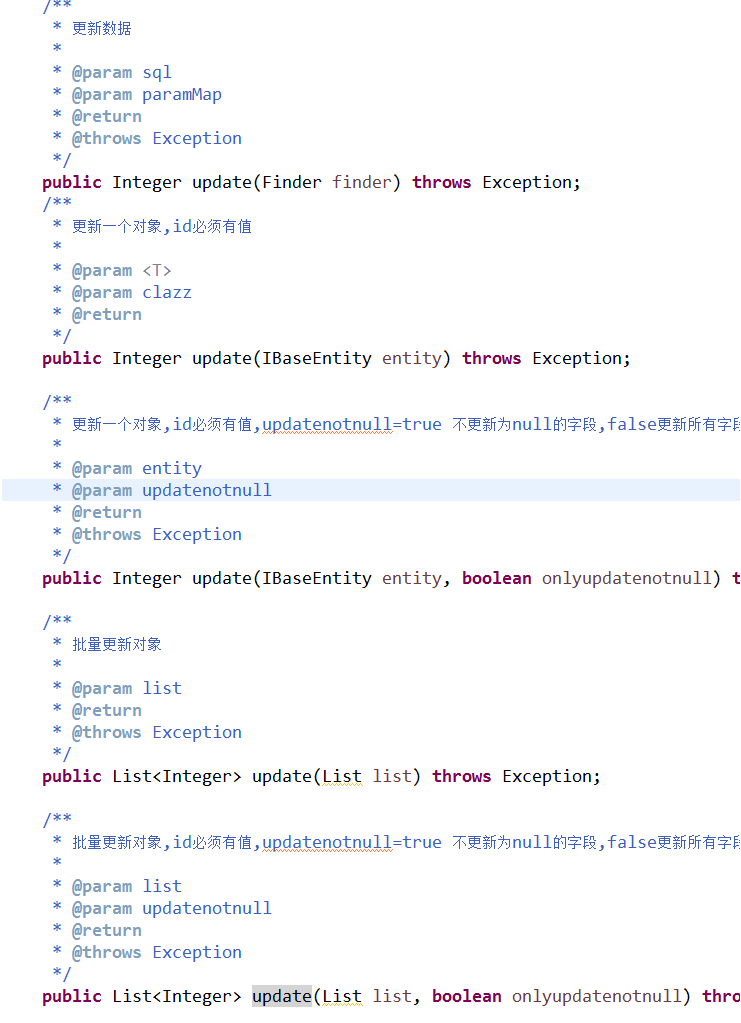 /**
 * 更新数据
 *
 * @param sql
 * @param paramMap
 * @return
 * @throws Exception
 */
public Integer update(Finder finder) throws Exception;
/**
 * 更新一个对象,id必须有值
 *
 * @param <T>
 * @param clazz
 * @return
 */
public Integer update(IBaseEntity entity) throws Exception;

/**
 * 更新一个对象,id必须有值,updatenotnull=true 不更新为null的字段,false更新所有字段
 *
 * @param entity
 * @param updatenotnull
 * @return
 * @throws Exception
 */
public Integer update(IBaseEntity entity, boolean onlyupdatenotnull) t

/**
 * 批量更新对象
 *
 * @param list
 * @return
 * @throws Exception
 */
public List<Integer> update(List list) throws Exception;

/**
 * 批量更新对象,id必须有值,updatenotnull=true 不更新为null的字段,false更新所有字段
 *
 * @param list
 * @param updatenotnull
 * @return
 * @throws Exception
 */
public List<Integer> update(List list, boolean onlyupdatenotnull) thro